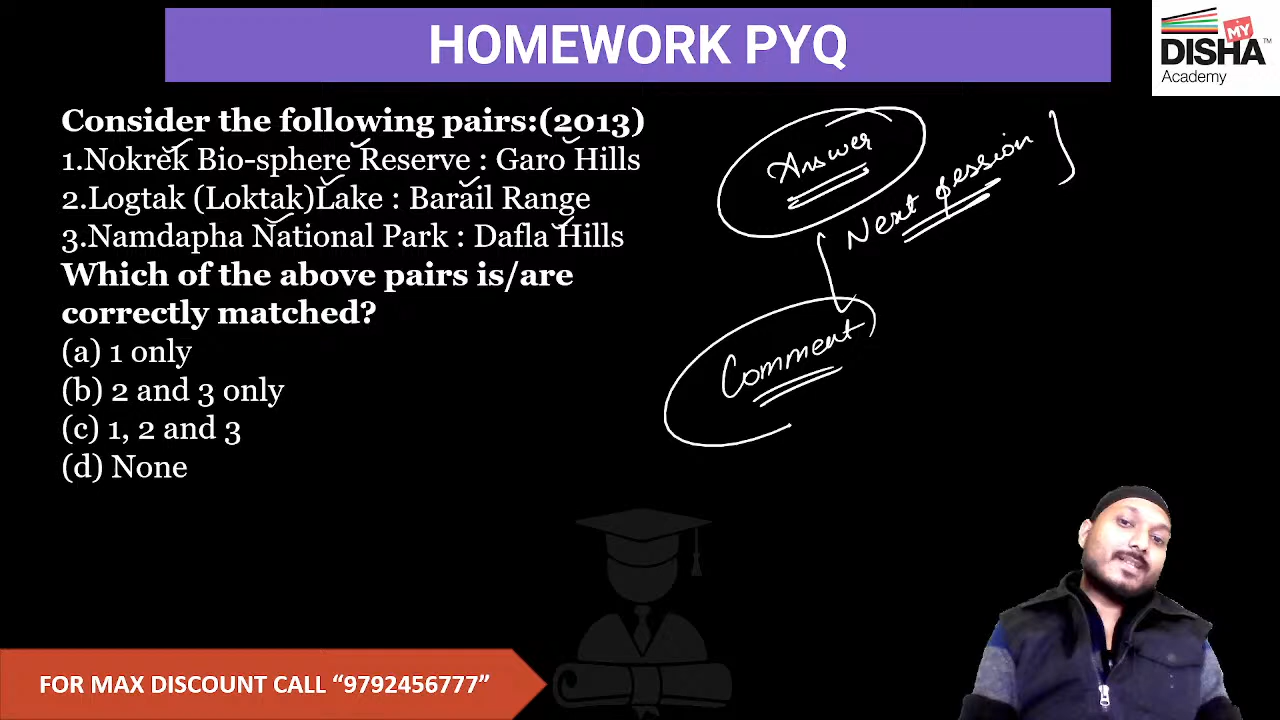 HOMEWORK PYQ
MY
DISHA™
Academy
Consider the following pairs:(2013)
1.Nokrek Bio-sphere Reserve : Garo Hills
2.Logtak (Loktak)Lake : Barail Range
3.Namdapha National Park : Dafla Hills
Which of the above pairs is/are
correctly matched?
(a) 1 only
(b) 2 and 3 only
(c) 1, 2 and 3
(d) None
Answer
Next session
Comment
FOR MAX DISCOUNT CALL “9792456777”